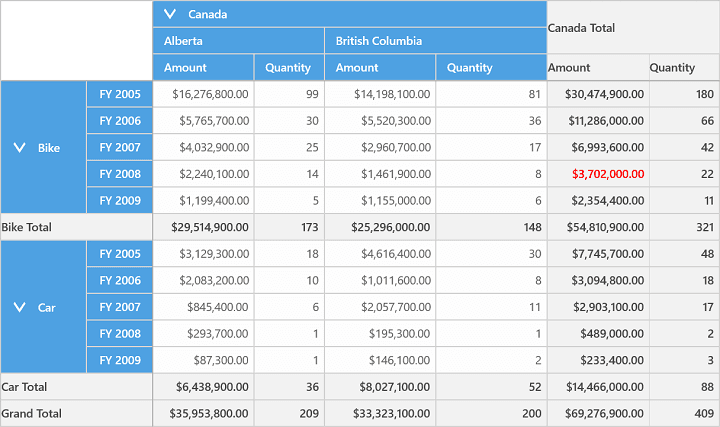 Canada
Canada Total
Alberta British Columbia
Amount Quantity Amount Quantity Amount Quantity
FY 2005 $16,276,800.00 99 $14,198,100.00 81 $30,474,900.00 180
FY 2006 $5,765,700.00 30 $5,520,300.00 36 $11,286,000.00 66
Bike FY 2007 $4,032,900.00 25 $2,960,700.00 17 $6,993,600.00 42
FY 2008 $2,240,100.00 14 $1,461,900.00 8 $3,702,000.00 22
FY 2009 $1,199,400.00 5 $1,155,000.00 6 $2,354,400.00 11
Bike Total $29,514,900.00 173 $25,296,000.00 148 $54,810,900.00 321
FY 2005 $3,129,300.00 18 $4,616,400.00 30 $7,745,700.00 48
FY 2006 $2,083,200.00 10 $1,011,600.00 8 $3,094,800.00 18
Car FY 2007 $845,400.00 6 $2,057,700.00 11 $2,903,100.00 17
FY 2008 $293,700.00 1 $195,300.00 1 $489,000.00 2
FY 2009 $87,300.00 1 $146,100.00 2 $233,400.00 3
Car Total $6,438,900.00 36 $8,027,100.00 52 $14,466,000.00 88
Grand Total $35,953,800.00 209 $33,323,100.00 200 $69,276,900.00 409